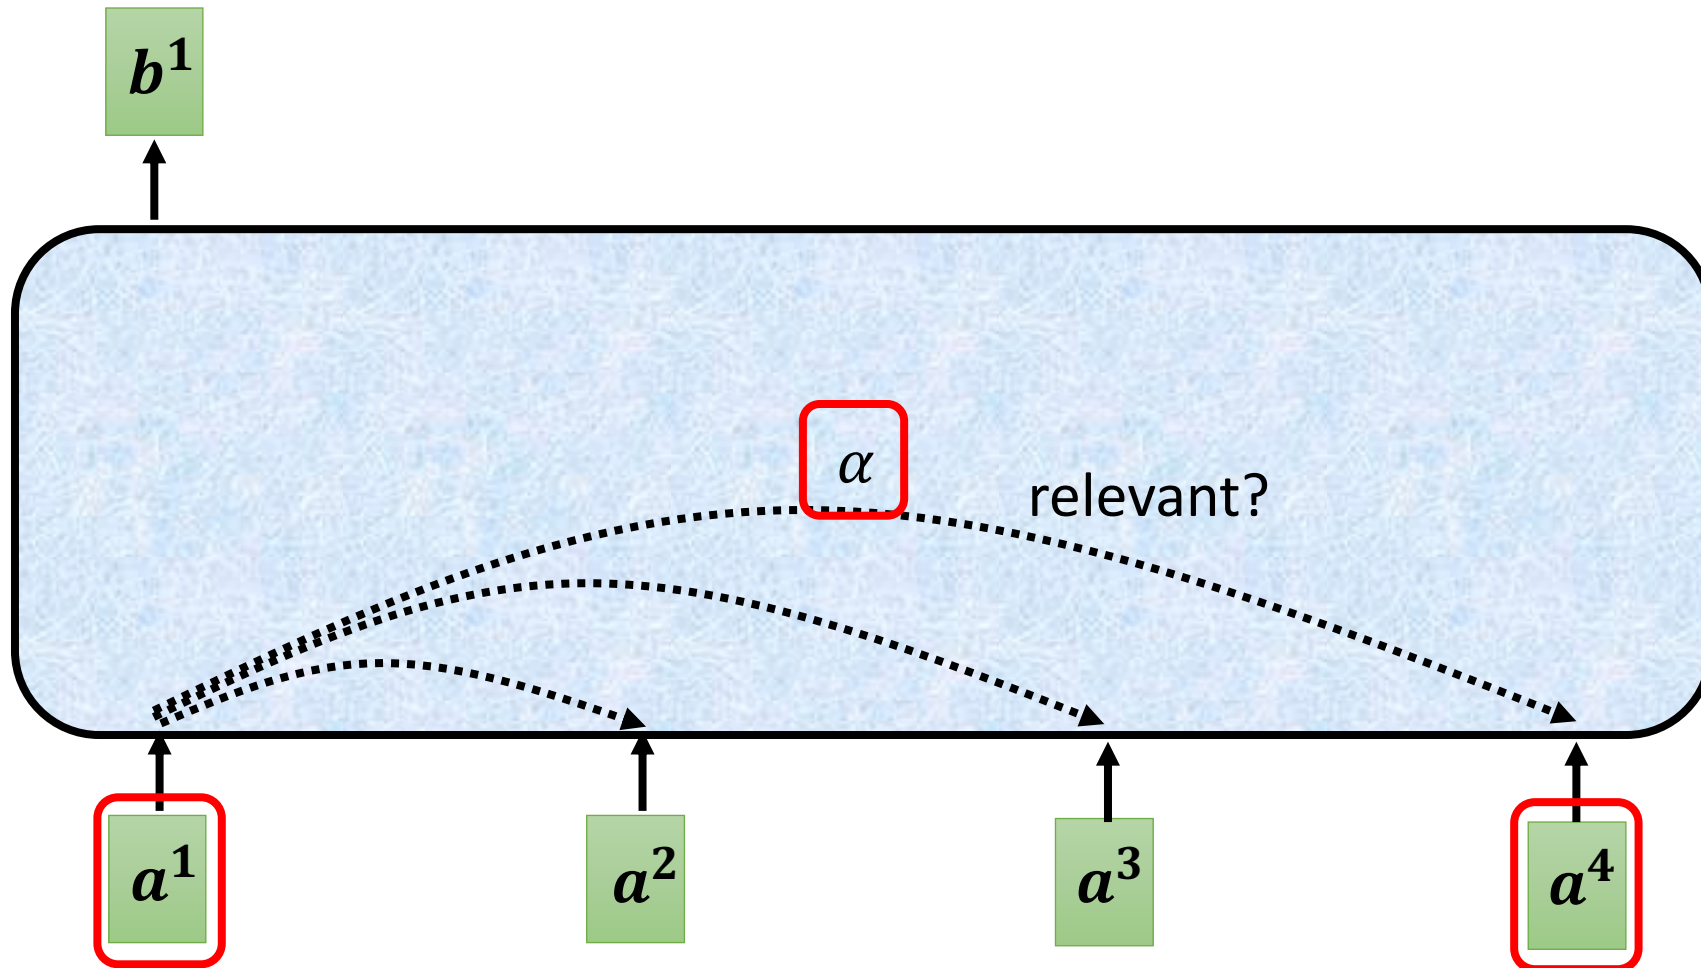 b¹
α
relevant?
a¹ a² a³ a⁴